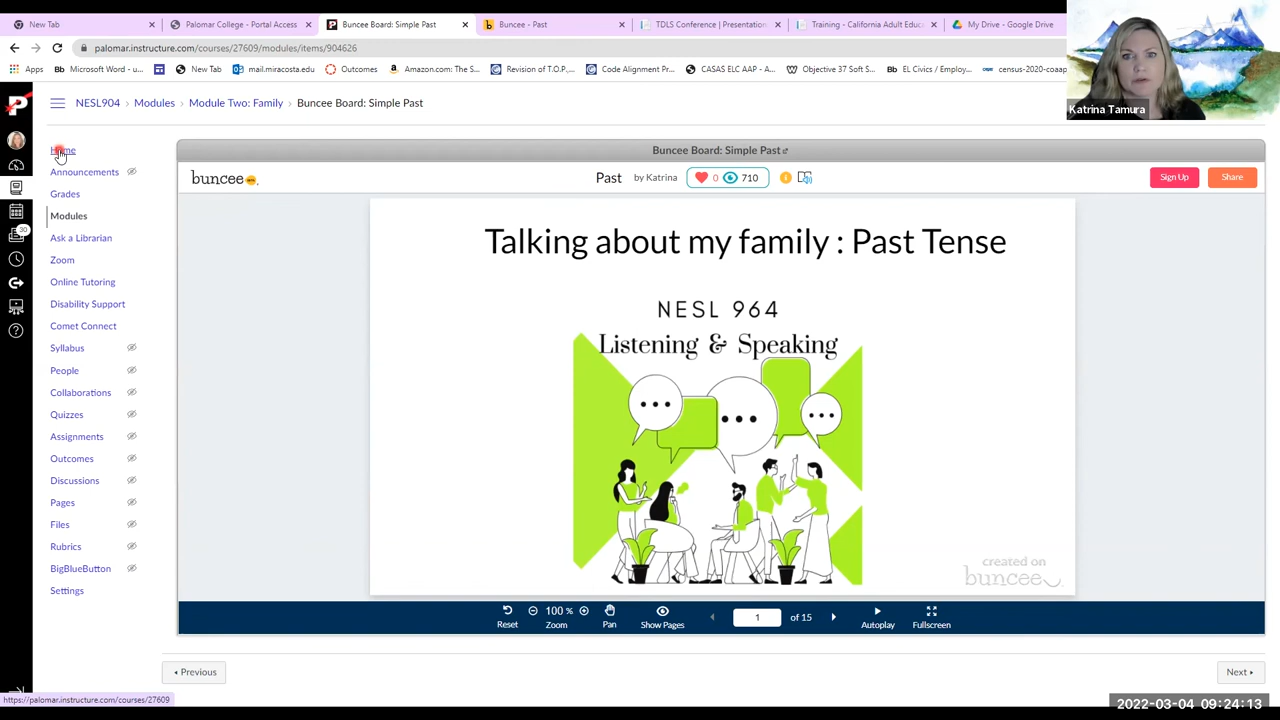 New Tab
Palomar College - Portal Access
Buncee Board: Simple Past
Buncee - Past
TDLS Conference | Presentation
Training - California Adult Educ
My Drive - Google Drive
palomar.instructure.com/courses/27609/modules/items/904626
Apps
Microsoft Word - u...
New Tab
mail.miracosta.edu
Outcomes
Amazon.com: The S...
Revision of T.O.P....
Code Alignment Pr...
CASAS ELC AAP - A...
Objective 37 Soft S...
EL Civics / Employ...
census-2020-coaap
Katrina Tamura
NESL904 › Modules › Module Two: Family › Buncee Board: Simple Past
Home
Announcements
Grades
Modules
Ask a Librarian
Zoom
Online Tutoring
Disability Support
Comet Connect
Syllabus
People
Collaborations
Quizzes
Assignments
Outcomes
Discussions
Pages
Files
Rubrics
BigBlueButton
Settings
30
Buncee Board: Simple Past
buncee
Past
by Katrina
0
710
Sign Up
Share
Talking about my family : Past Tense
NESL 964
Listening & Speaking
created on
buncee
Reset
100 %
Zoom
Pan
Show Pages
1 of 15
Autoplay
Fullscreen
Previous
Next
https://palomar.instructure.com/courses/27609
2022-03-04 09:24:13